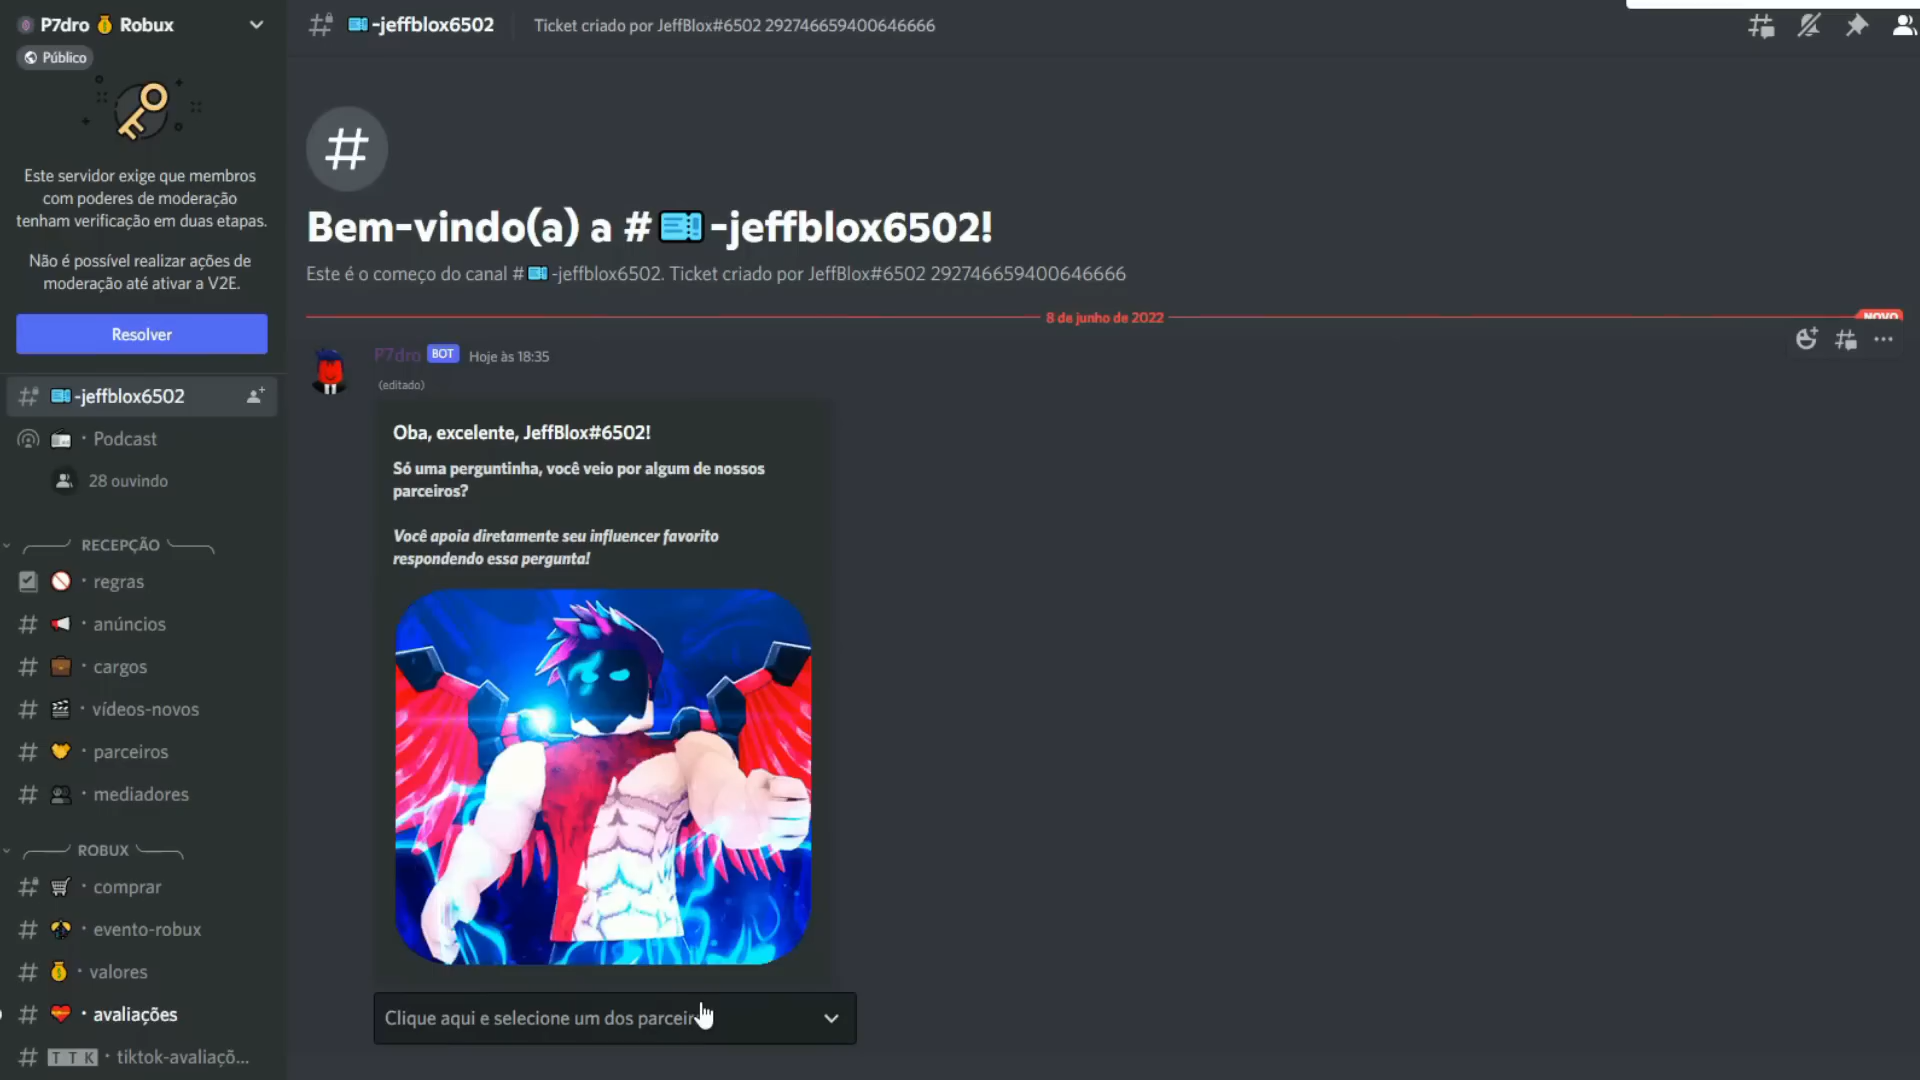 P7dro 💰 Robux
Público
Este servidor exige que membros
com poderes de moderação
tenham verificação em duas etapas.
Não é possível realizar ações de
moderação até ativar a V2E.
Resolver
-jeffblox6502
· Podcast
28 ouvindo
RECEPÇÃO
· regras
· anúncios
· cargos
· vídeos-novos
· parceiros
· mediadores
ROBUX
· comprar
· evento-robux
· valores
· avaliações
TTK · tiktok-avaliaçõ...
-jeffblox6502
Ticket criado por JeffBlox#6502 292746659400646666
#
Bem-vindo(a) a #🎫-jeffblox6502!
Este é o começo do canal #🎫-jeffblox6502. Ticket criado por JeffBlox#6502 292746659400646666
8 de junho de 2022
NOVO
P7dro BOT Hoje às 18:35
(editado)
Oba, excelente, JeffBlox#6502!
Só uma perguntinha, você veio por algum de nossos
parceiros?
Você apoia diretamente seu influencer favorito
respondendo essa pergunta!
Clique aqui e selecione um dos